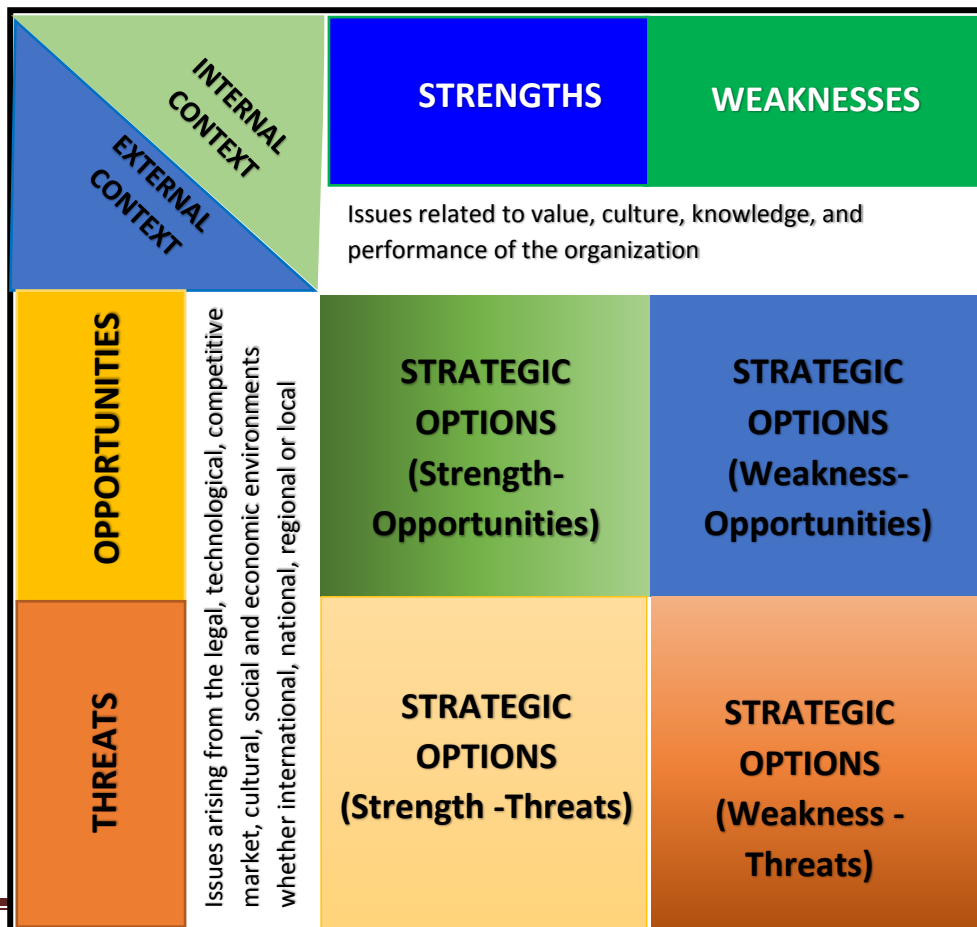 INTERNAL
CONTEXT
EXTERNAL
CONTEXT
STRENGTHS
WEAKNESSES
Issues related to value, culture, knowledge, and
performance of the organization
OPPORTUNITIES
Issues arising from the legal, technological, competitive
market, cultural, social and economic environments
whether international, national, regional or local
STRATEGIC
OPTIONS
(Strength-
Opportunities)
STRATEGIC
OPTIONS
(Weakness-
Opportunities)
THREATS
STRATEGIC
OPTIONS
(Strength -Threats)
STRATEGIC
OPTIONS
(Weakness -
Threats)